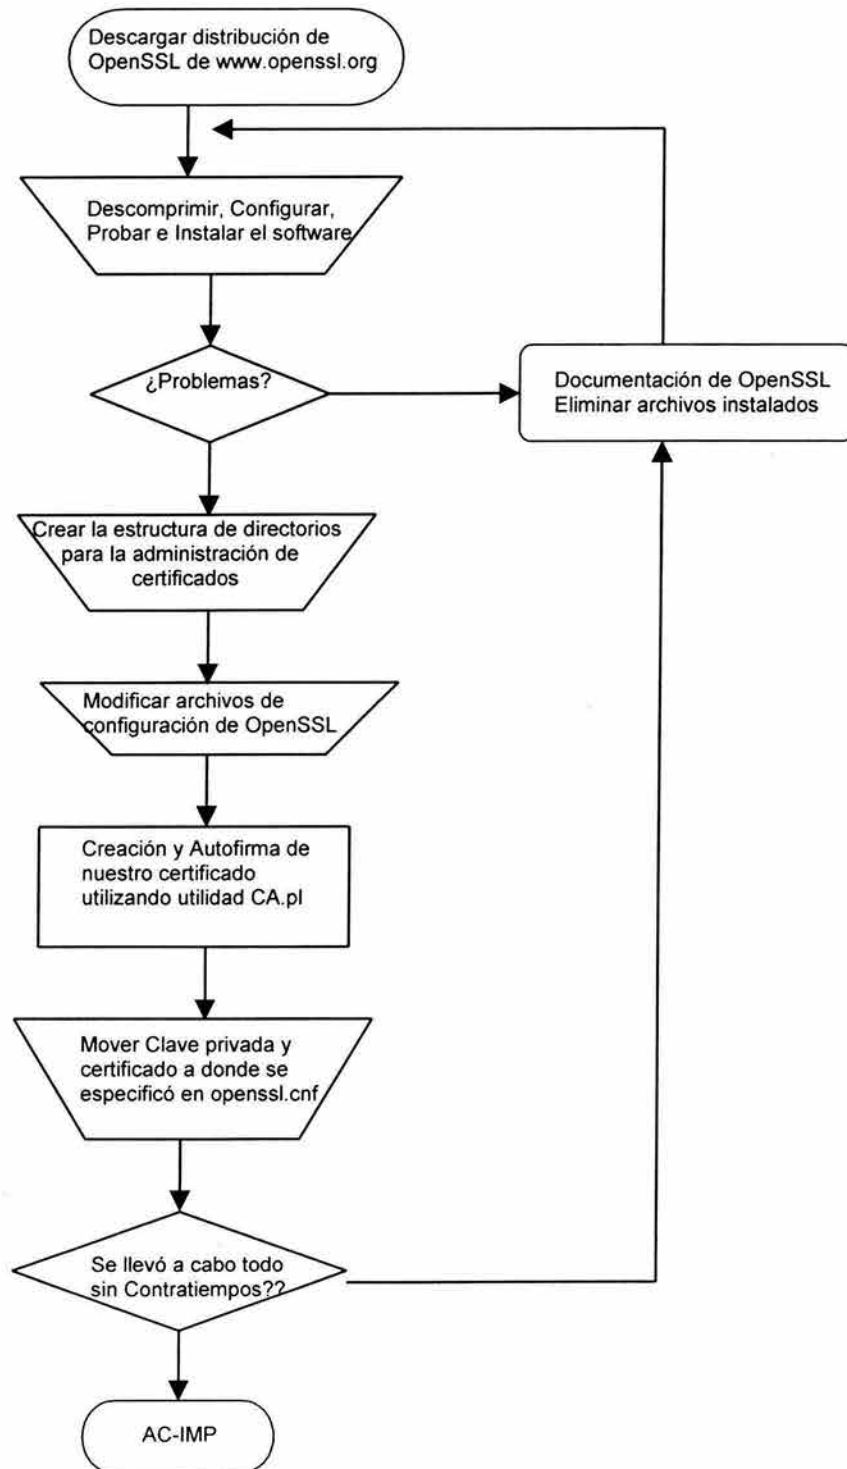 Descargar distribución de
OpenSSL de www.openssl.org
Descomprimir, Configurar,
Probar e Instalar el software
¿Problemas?
Documentación de OpenSSL
Eliminar archivos instalados
Crear la estructura de directorios
para la administración de
certificados
Modificar archivos de
configuración de OpenSSL
Creación y Autofirma de
nuestro certificado
utilizando utilidad CA.pl
Mover Clave privada y
certificado a donde se
especificó en openssl.cnf
Se llevó a cabo todo
sin Contratiempos??
AC-IMP